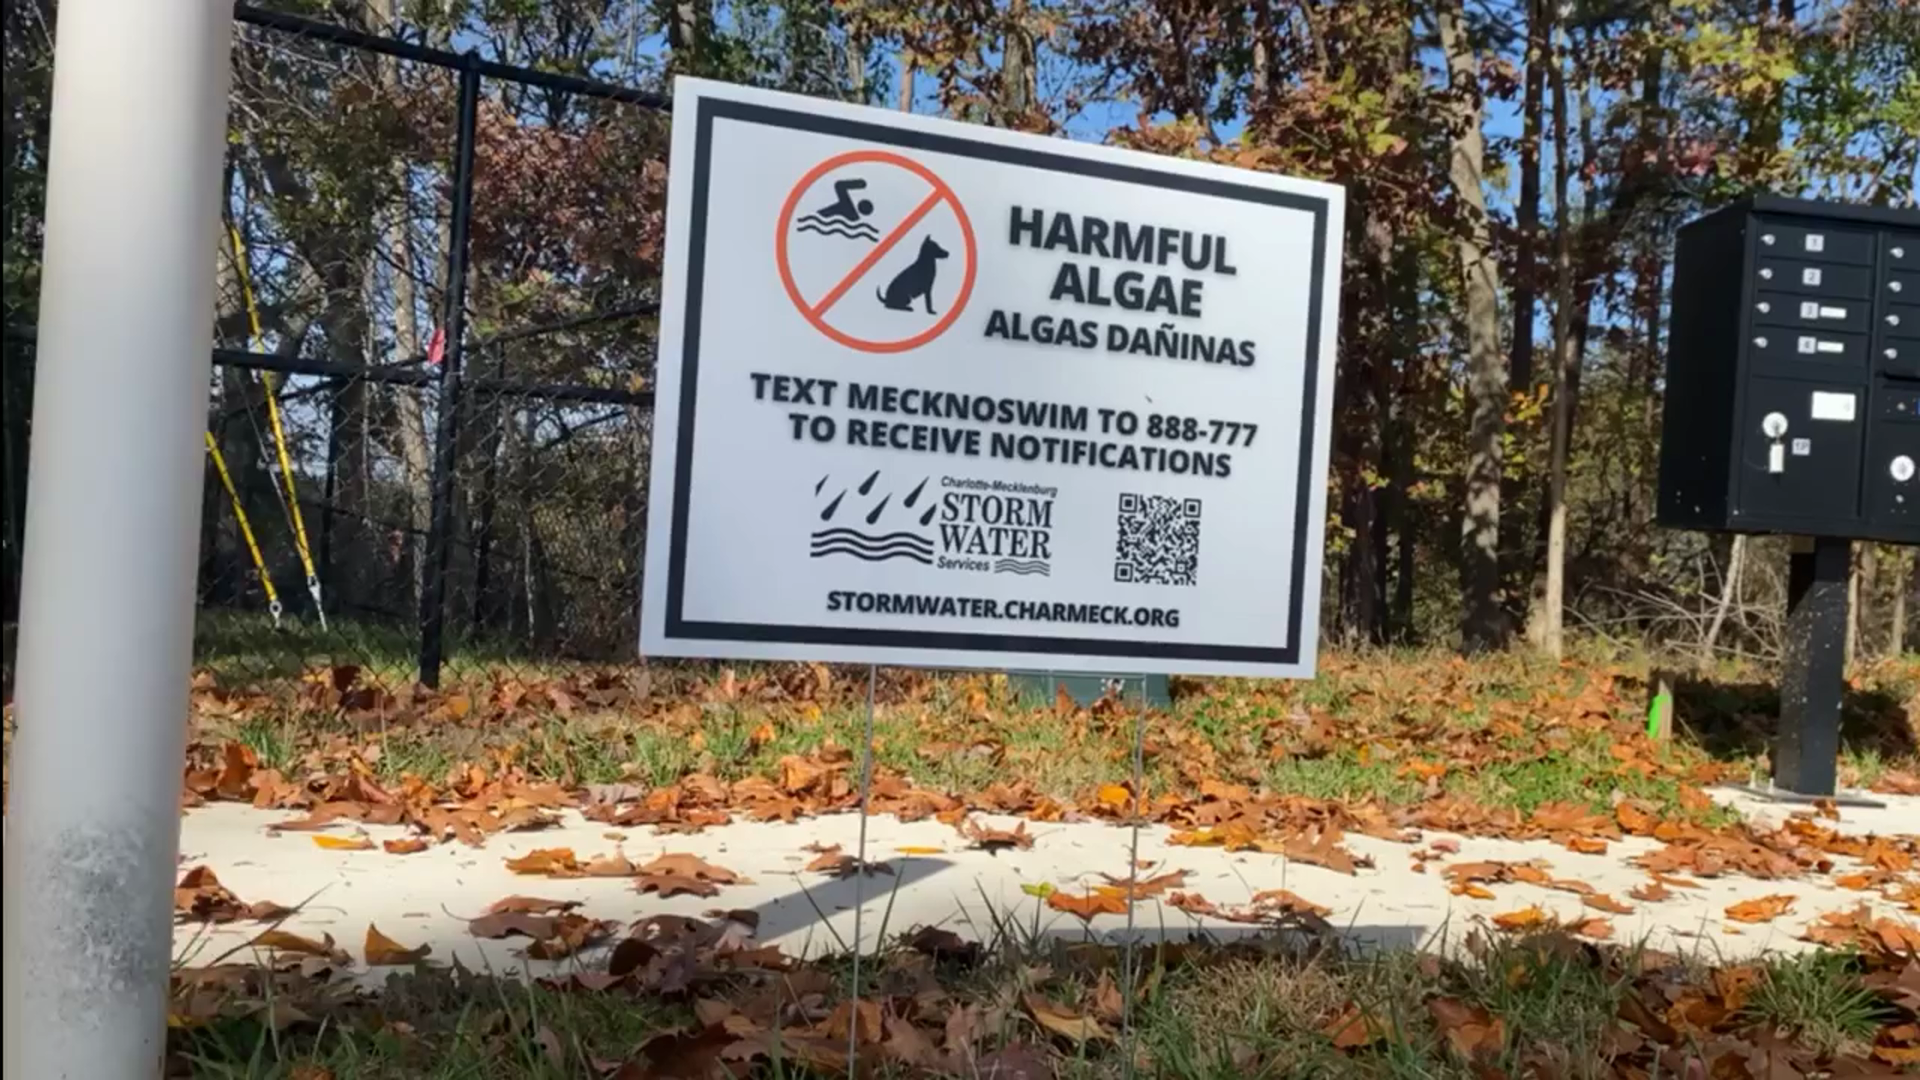 HARMFUL
ALGAE
ALGAS DAÑINAS
TEXT MECKNOSWIM TO 888-777
TO RECEIVE NOTIFICATIONS
Charlotte-Mecklenburg
STORM
WATER
Services
STORMWATER.CHARMECK.ORG
1
2
3
4